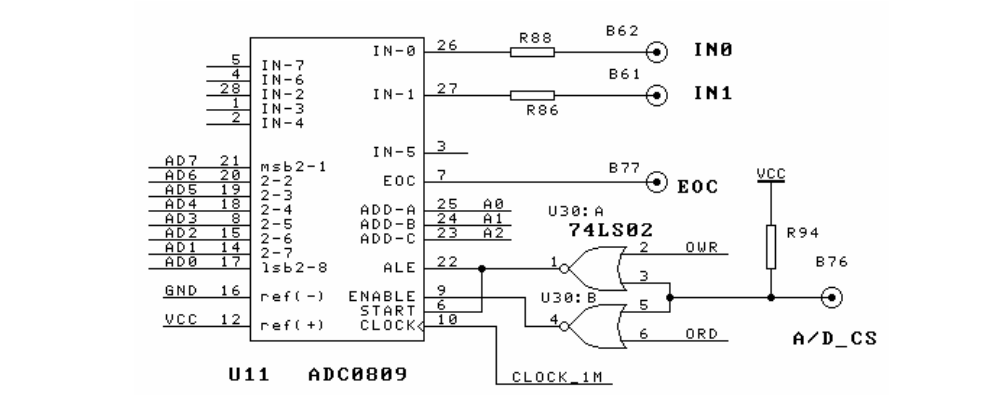 R88
B62
IN-0 26
IN0
5 IN-7
4 IN-6
28 IN-2
1 IN-3
2 IN-4
B61
IN-1 27
IN1
R86
IN-5 3
AD7 21 msb2-1
AD6 20 2-2
AD5 19 2-3
AD4 18 2-4
AD3 8 2-5
AD2 15 2-6
AD1 14 2-7
AD0 17 lsb2-8
EOC 7
B77
EOC
VCC
ADD-A 25 A0
ADD-B 24 A1
ADD-C 23 A2
U30:A
74LS02
R94
2 OWR
ALE 22
1
3
B76
GND 16 ref(-)
ENABLE 9
START 6
U30:B
5
VCC 12 ref(+)
CLOCK 10
4
6 ORD
A/D_CS
U11 ADC0809
CLOCK_1M